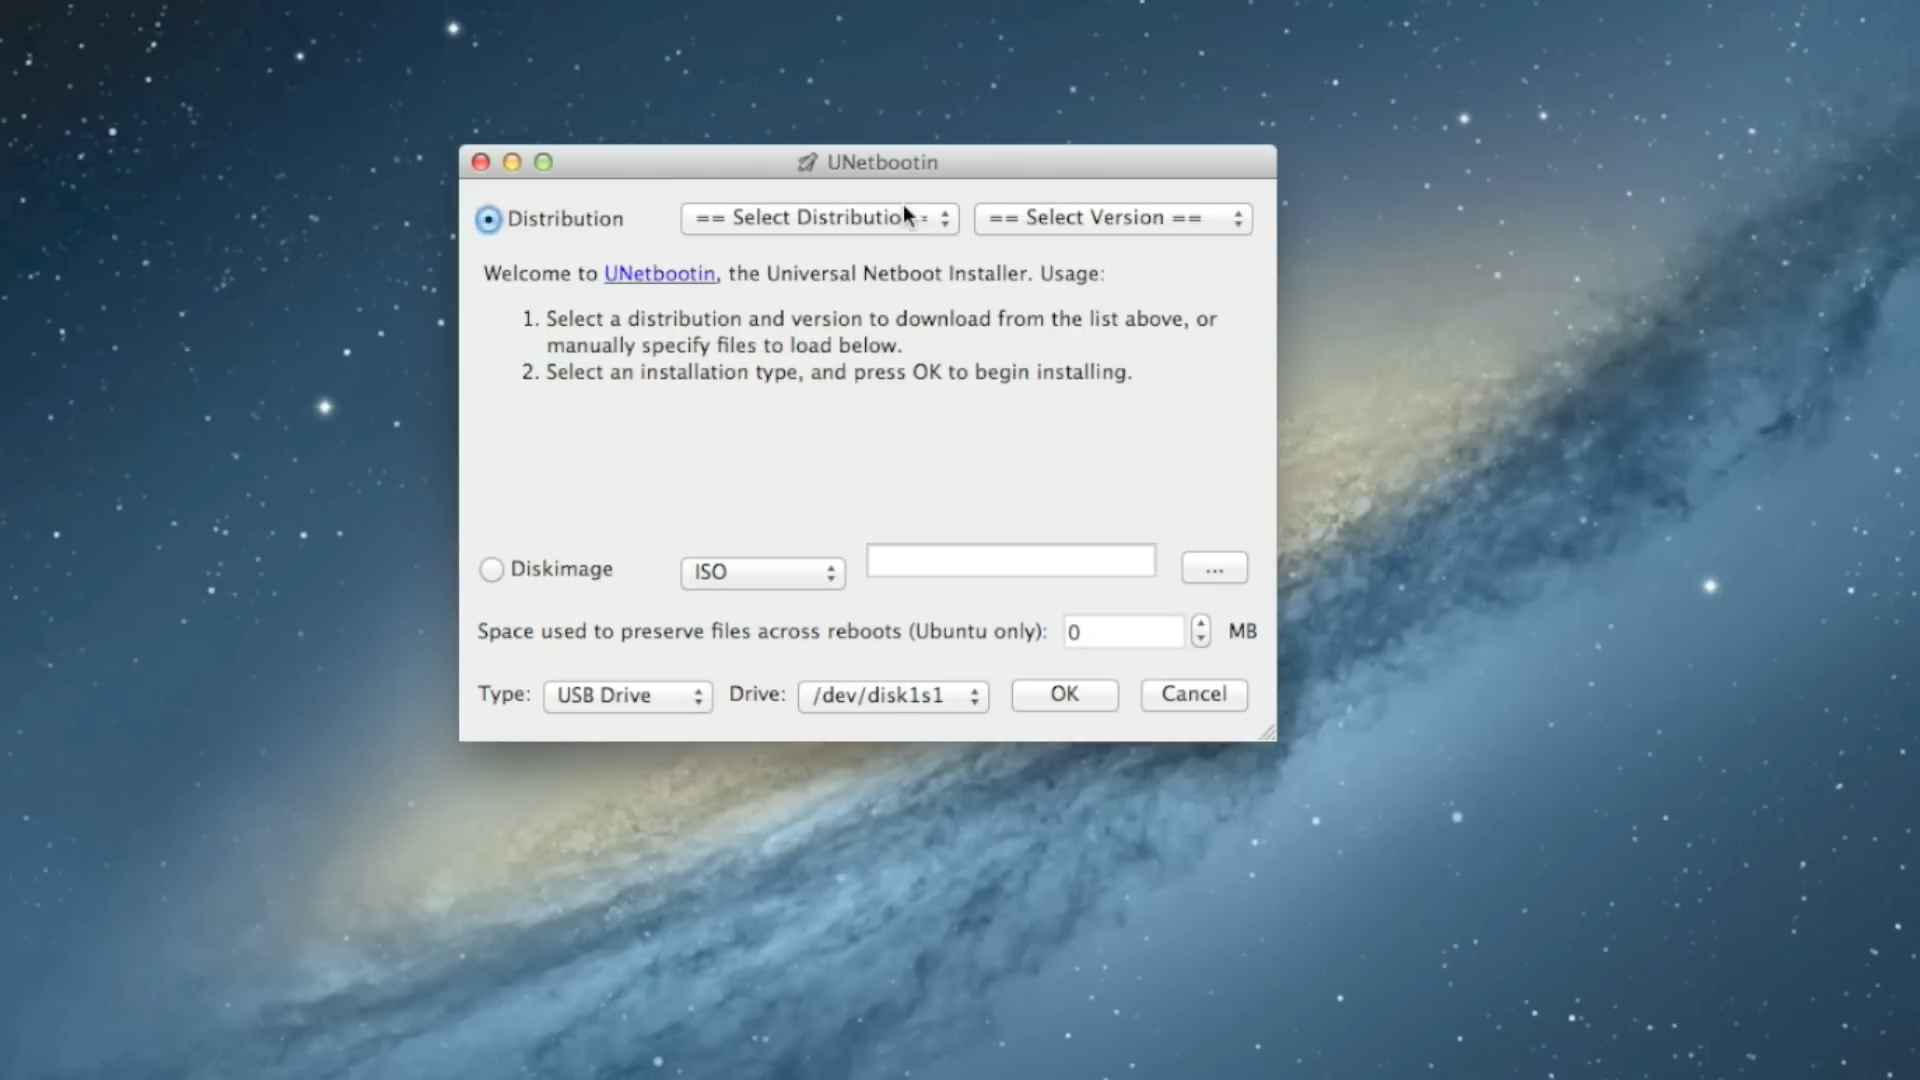 UNetbootin
Distribution
== Select Distributio
== Select Version ==
Welcome to UNetbootin, the Universal Netboot Installer. Usage:
1. Select a distribution and version to download from the list above, or
manually specify files to load below.
2. Select an installation type, and press OK to begin installing.
Diskimage
ISO
...
Space used to preserve files across reboots (Ubuntu only):
0
MB
Type:
USB Drive
Drive:
/dev/disk1s1
OK
Cancel